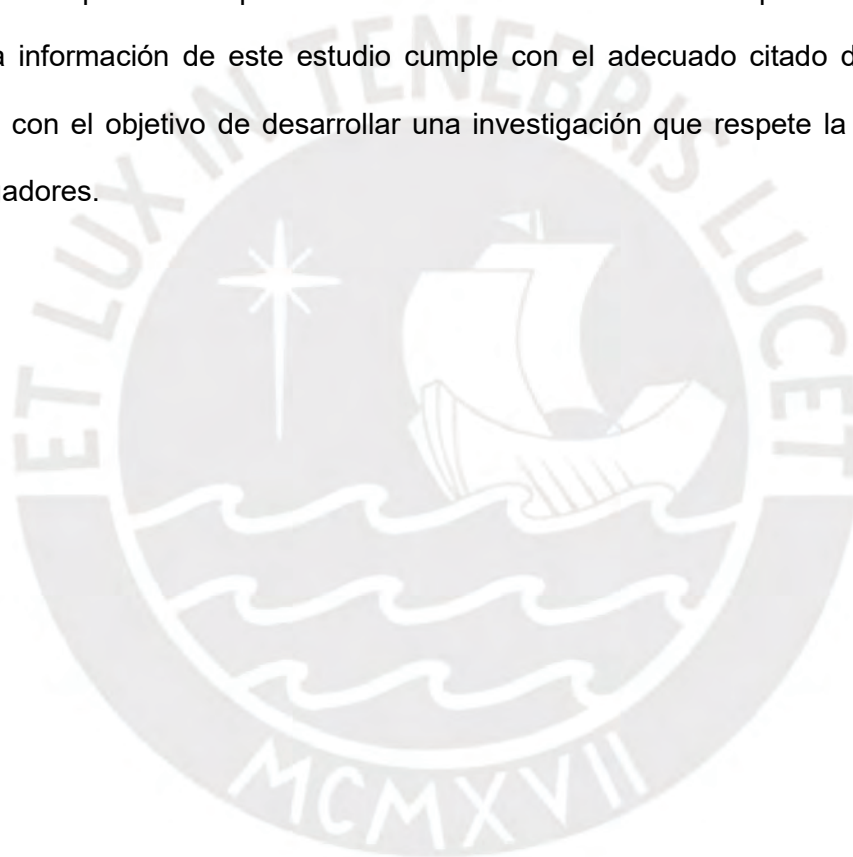 a información de este estudio cumple con el adecuado citado d
con el objetivo de desarrollar una investigación que respete la
adores.
ET LUX IN TENEBRIS LUCET
MCMXVII